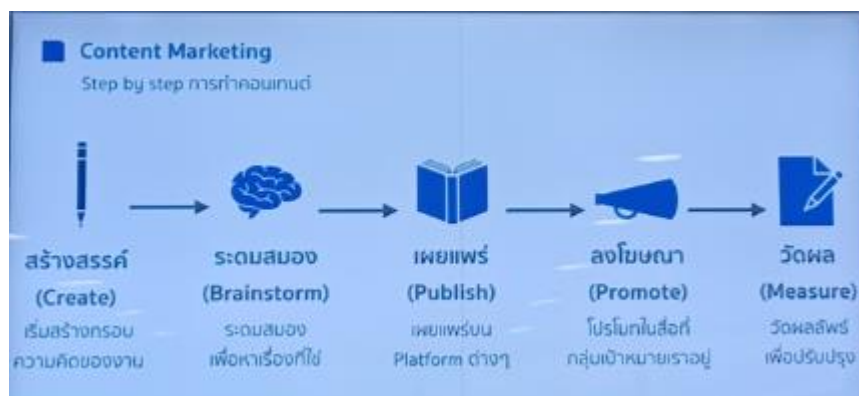 Content Marketing
Step by step การทำคอนเทนต์
สร้างสรรค์
(Create)
เริ่มสร้างกรอบ
ความคิดของงาน
ระดมสมอง
(Brainstorm)
ระดมสมอง
เพื่อหาเรื่องที่ใช่
เผยแพร่
(Publish)
เผยแพร่บน
Platform ต่างๆ
ลงโฆษณา
(Promote)
โปรโมทในสื่อที่
กลุ่มเป้าหมายเราอยู่
วัดผล
(Measure)
วัดผลลัพธ์
เพื่อปรับปรุง